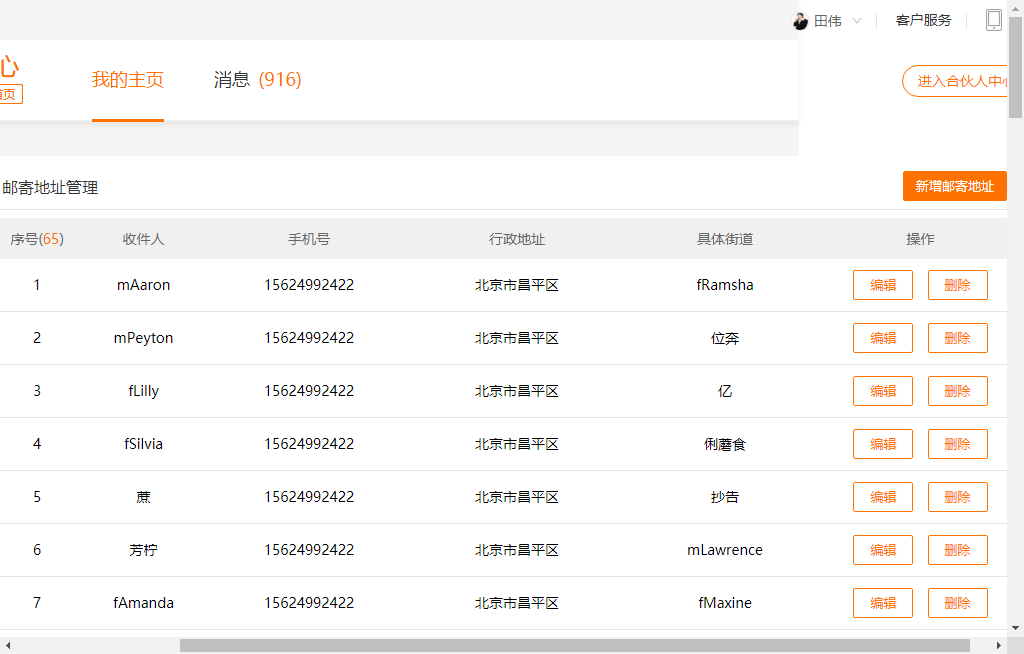 田伟 客户服务
心
首页
我的主页 消息 (916)
进入合伙人中心
邮寄地址管理 新增邮寄地址
序号(65) 收件人 手机号 行政地址 具体街道 操作
1 mAaron 15624992422 北京市昌平区 fRamsha 编辑 删除
2 mPeyton 15624992422 北京市昌平区 位奔 编辑 删除
3 fLilly 15624992422 北京市昌平区 亿 编辑 删除
4 fSilvia 15624992422 北京市昌平区 俐蘑食 编辑 删除
5 蔗 15624992422 北京市昌平区 抄告 编辑 删除
6 芳柠 15624992422 北京市昌平区 mLawrence 编辑 删除
7 fAmanda 15624992422 北京市昌平区 fMaxine 编辑 删除